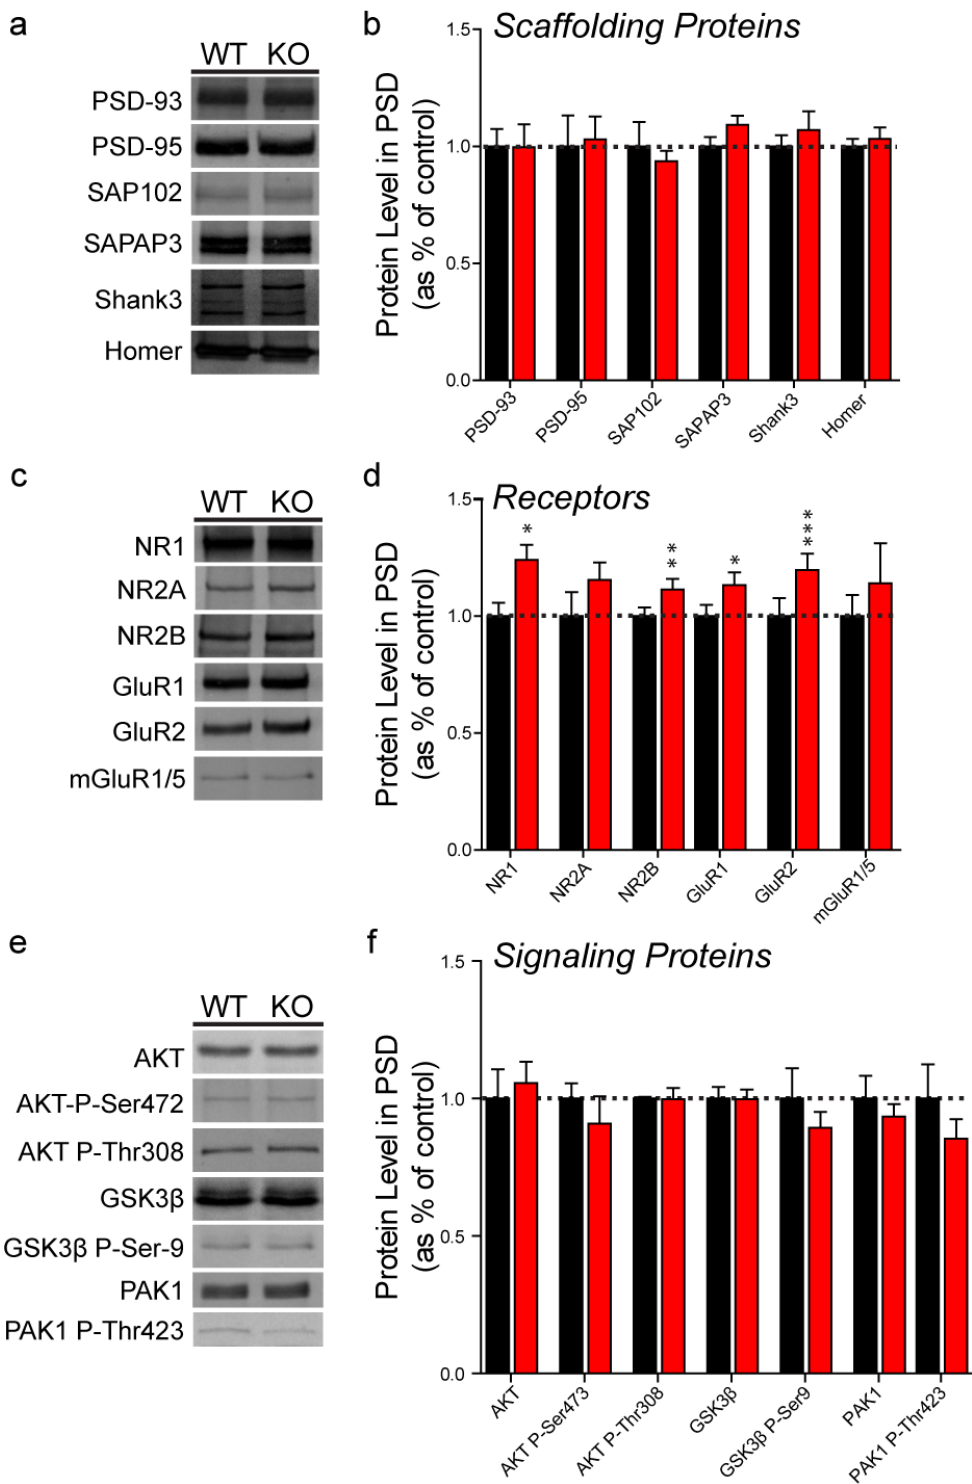 a
WT KO
PSD-93
PSD-95
SAP102
SAPAP3
Shank3
Homer
b
Scaffolding Proteins
Protein Level in PSD
(as % of control)
1.5
1.0
0.5
0.0
PSD-93
PSD-95
SAP102
SAPAP3
Shank3
Homer
c
WT KO
NR1
NR2A
NR2B
GluR1
GluR2
mGluR1/5
d
Receptors
Protein Level in PSD
(as % of control)
1.5
1.0
0.5
0.0
*
**
*
***
NR1
NR2A
NR2B
GluR1
GluR2
mGluR1/5
e
WT KO
AKT
AKT-P-Ser472
AKT P-Thr308
GSK3β
GSK3β P-Ser-9
PAK1
PAK1 P-Thr423
f
Signaling Proteins
Protein Level in PSD
(as % of control)
1.5
1.0
0.5
0.0
AKT
AKT P-Ser473
AKT P-Thr308
GSK3β
GSK3β P-Ser9
PAK1
PAK1 P-Thr423